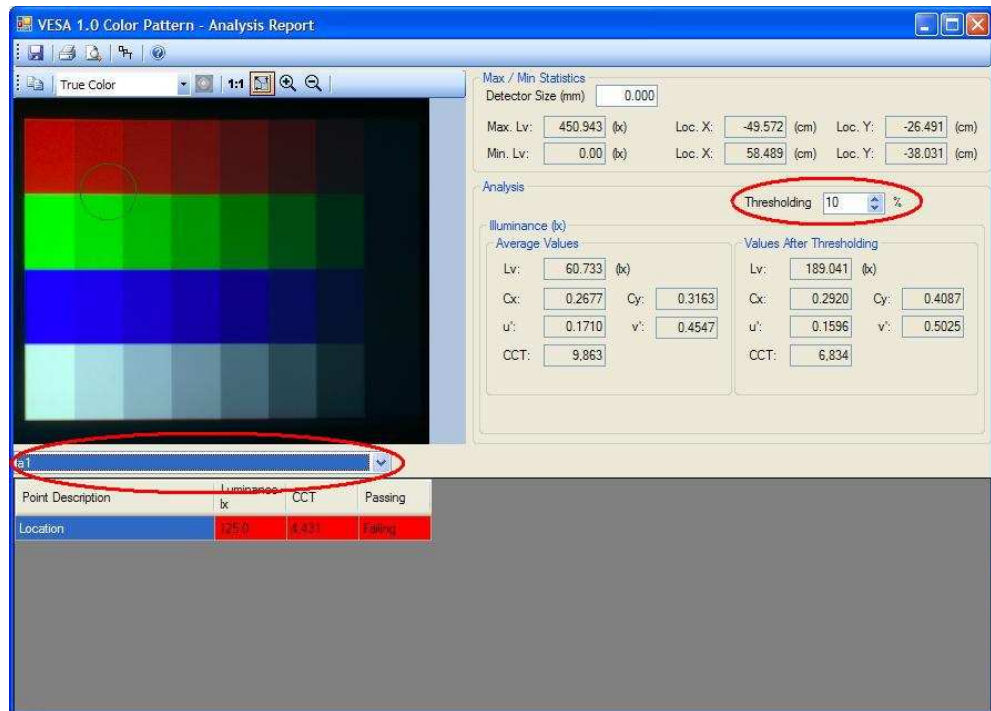 VESA 1.0 Color Pattern - Analysis Report
True Color 1:1
Max / Min Statistics
Detector Size (mm) 0.000
Max. Lv: 450.943 (lx) Loc. X: -49.572 (cm) Loc. Y: -26.491 (cm)
Min. Lv: 0.00 (lx) Loc. X: 58.489 (cm) Loc. Y: -38.031 (cm)
Analysis
Thresholding 10 %
Illuminance (lx)
Average Values
Lv: 60.733 (lx)
Cx: 0.2677 Cy: 0.3163
u': 0.1710 v': 0.4547
CCT: 9,863
Values After Thresholding
Lv: 189.041 (lx)
Cx: 0.2920 Cy: 0.4087
u': 0.1596 v': 0.5025
CCT: 6,834
a1
Point Description Luminance lx CCT Passing
Location 125.0 4,431 Failing